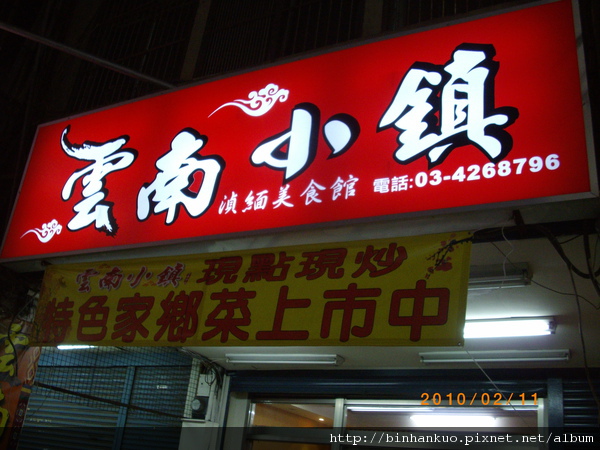 雲南小鎮
滇緬美食館 電話:03-4268796
雲南小鎮:現點現炒
特色家鄉菜上市中
2010/02/11
http://binhankuo.pixnet.net/album